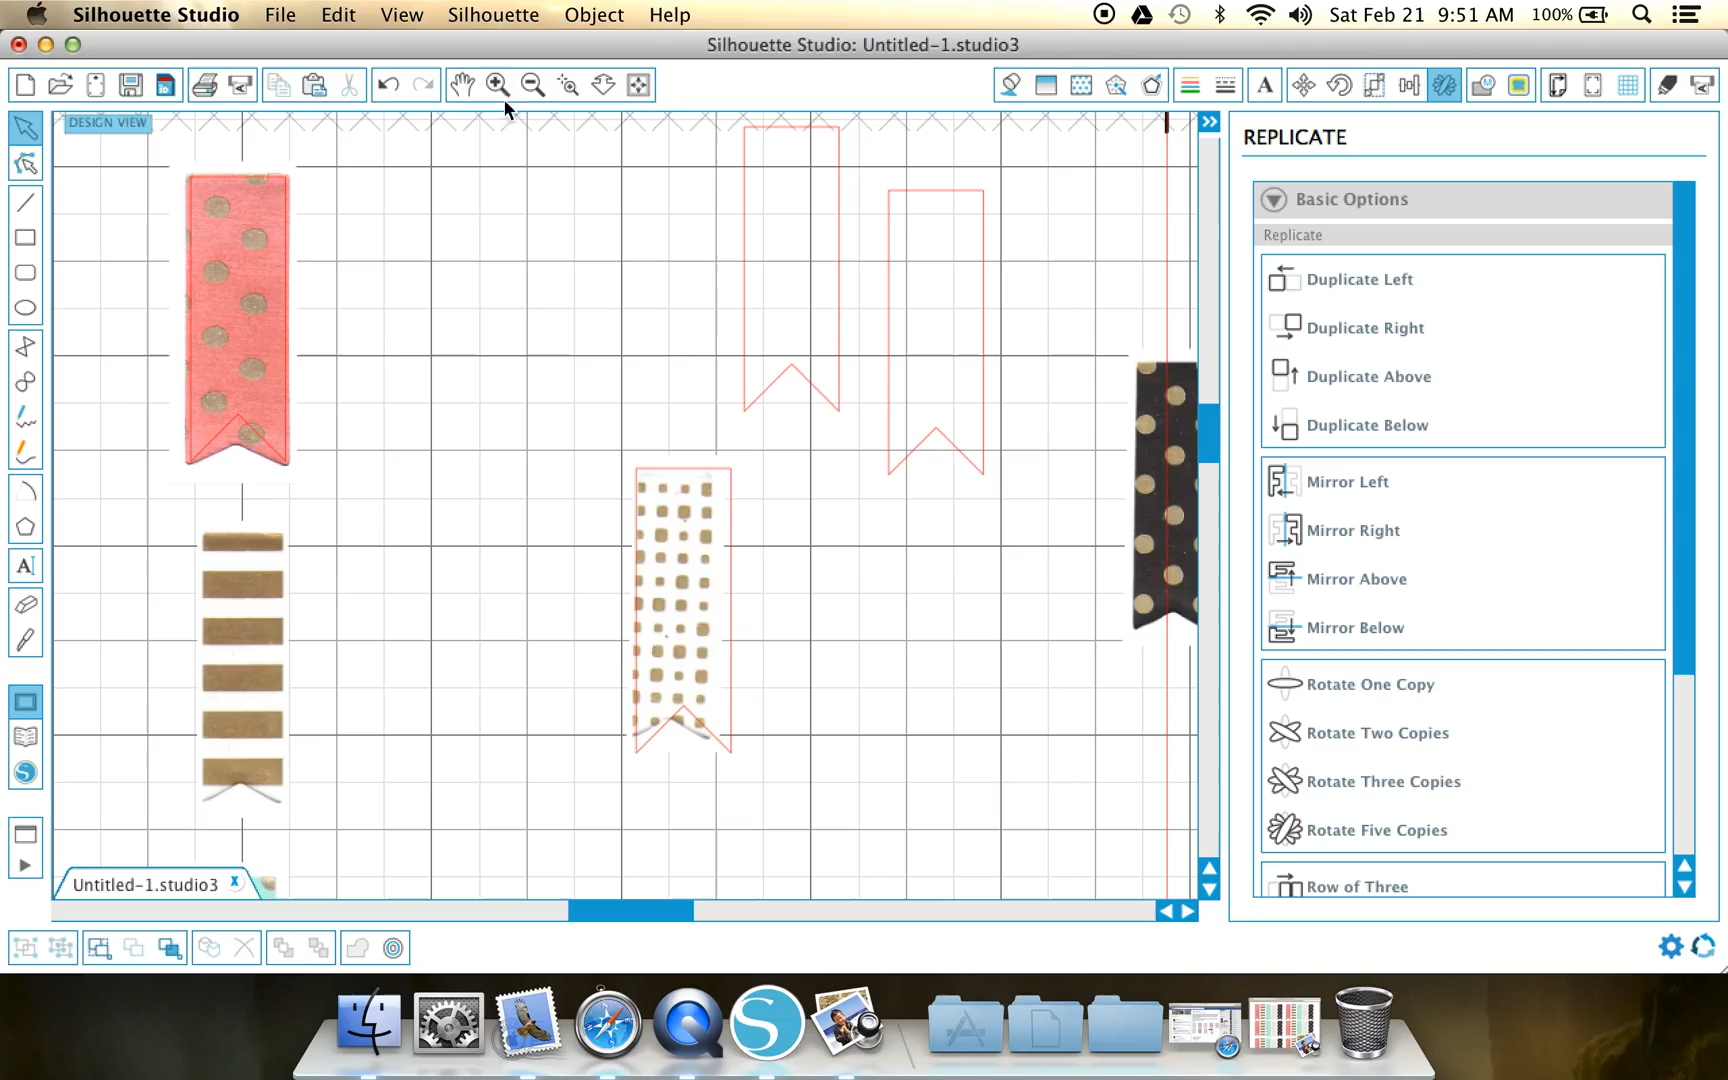 Silhouette Studio File Edit View Silhouette Object Help Sat Feb 21 9:51 AM 100%
Silhouette Studio: Untitled-1.studio3
DESIGN VIEW
REPLICATE
Basic Options
Replicate
Duplicate Left
Duplicate Right
Duplicate Above
Duplicate Below
Mirror Left
Mirror Right
Mirror Above
Mirror Below
Rotate One Copy
Rotate Two Copies
Rotate Three Copies
Rotate Five Copies
Row of Three
Untitled-1.studio3 x